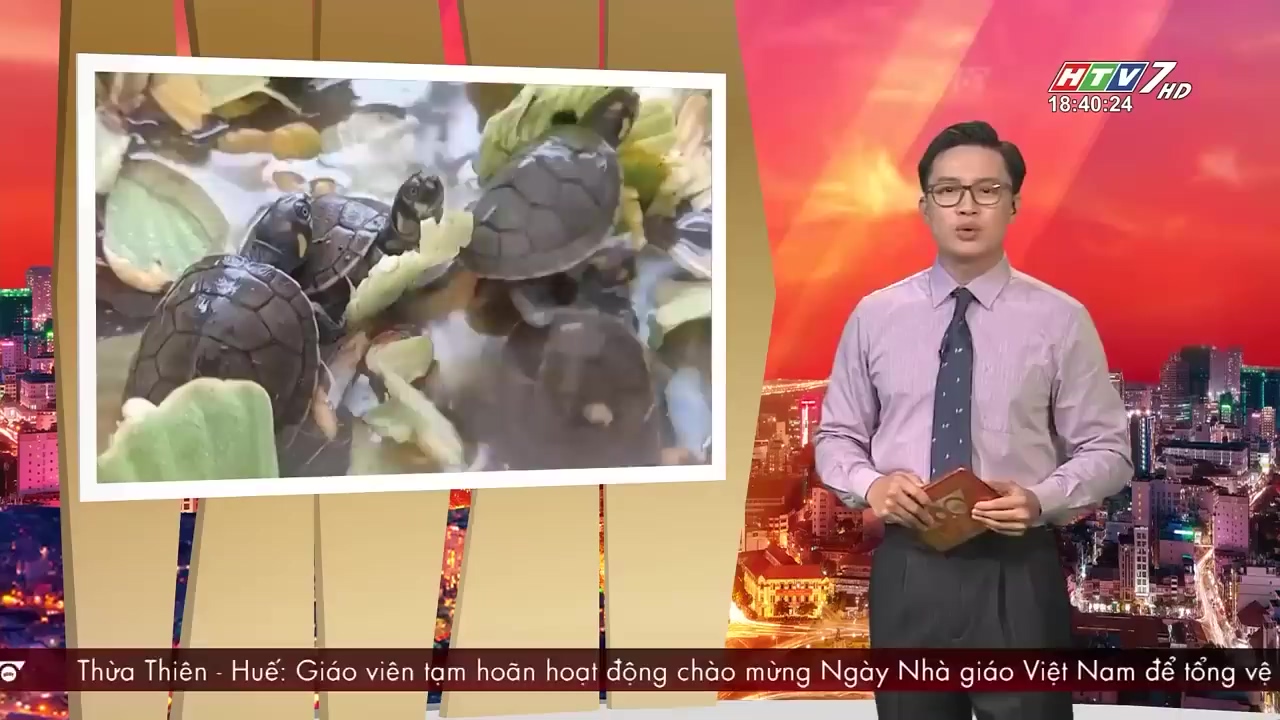 HTV7 HD
18:40:24
Thừa Thiên - Huế: Giáo viên tạm hoãn hoạt động chào mừng Ngày Nhà giáo Việt Nam để tổng vệ